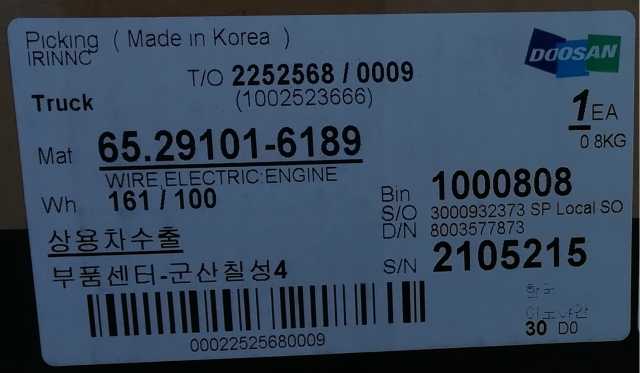 Picking ( Made in Korea )
IRINNC
DOOSAN
T/O 2252568 / 0009
(1002523666)
Truck
1 EA
0 8KG
Mat 65.29101-6189
WIRE,ELECTRIC:ENGINE
Wh 161 / 100
Bin 1000808
S/O 3000932373 SP Local SO
D/N 8003577873
상용차수출
부품센터-군산칠성4
S/N 2105215
00022525680009
30 D0